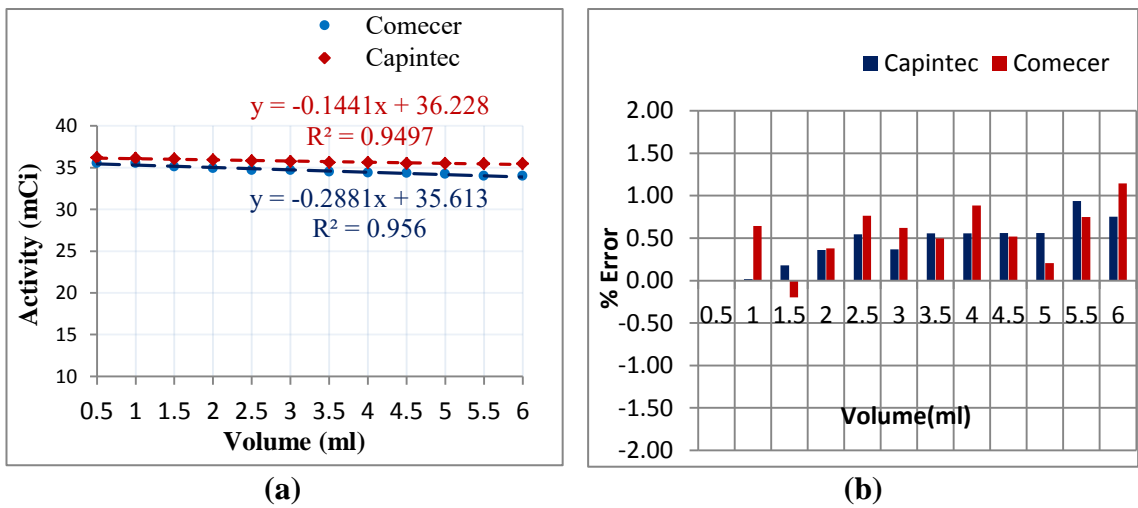 Comecer
Capintec
y = -0.1441x + 36.228
R² = 0.9497
40
35
30
25
20
15
10
y = -0.2881x + 35.613
R² = 0.956
Activity (mCi)
0.5 1 1.5 2 2.5 3 3.5 4 4.5 5 5.5 6
Volume (ml)
(a)
Capintec Comecer
2.00
1.50
1.00
0.50
0.00
-0.50
-1.00
-1.50
-2.00
% Error
0.5 1 1.5 2 2.5 3 3.5 4 4.5 5 5.5 6
Volume(ml)
(b)